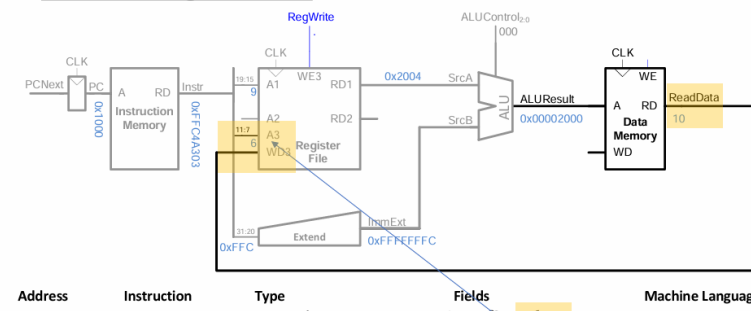 RegWrite
ALUControl2:0
000
CLK
CLK
CLK
PCNext
PC
0x1000
A
RD
Instruction
Memory
Instr
0xFFC4A303
19:15
9
A1
WE3
RD1
0x2004
SrcA
A2
RD2
SrcB
11:7
6
A3
WD3
Register
File
ALU
ALUResult
0x00002000
WE
A
RD
Data
Memory
WD
ReadData
10
31:20
0xFFC
Extend
ImmExt
0xFFFFFFFC
Address Instruction Type Fields Machine Languag